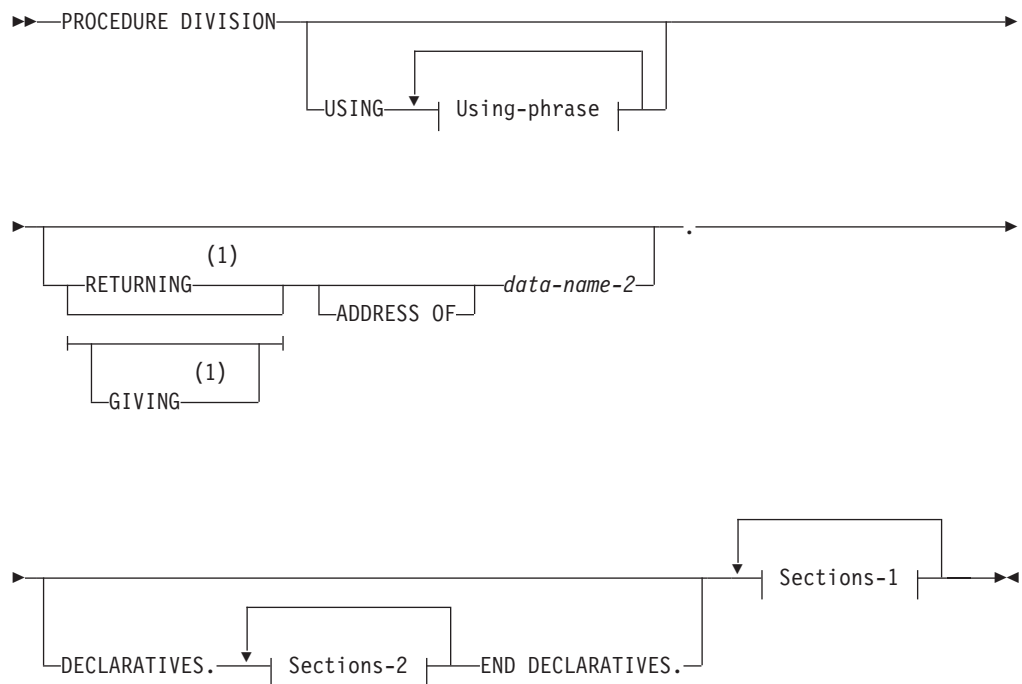 PROCEDURE DIVISION
USING Using-phrase
(1)
RETURNING data-name-2 .
ADDRESS OF
(1)
GIVING
Sections-1
DECLARATIVES. Sections-2 END DECLARATIVES.